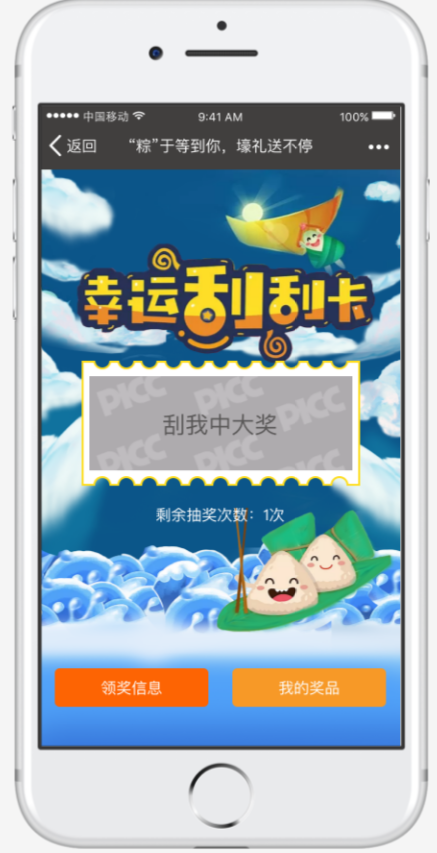 中国移动 9:41 AM 100%
返回 “粽”于等到你，壕礼送不停
幸运刮刮卡
PICC PICC PICC
刮我中大奖
PICC PICC PICC
剩余抽奖次数：1次
领奖信息 我的奖品